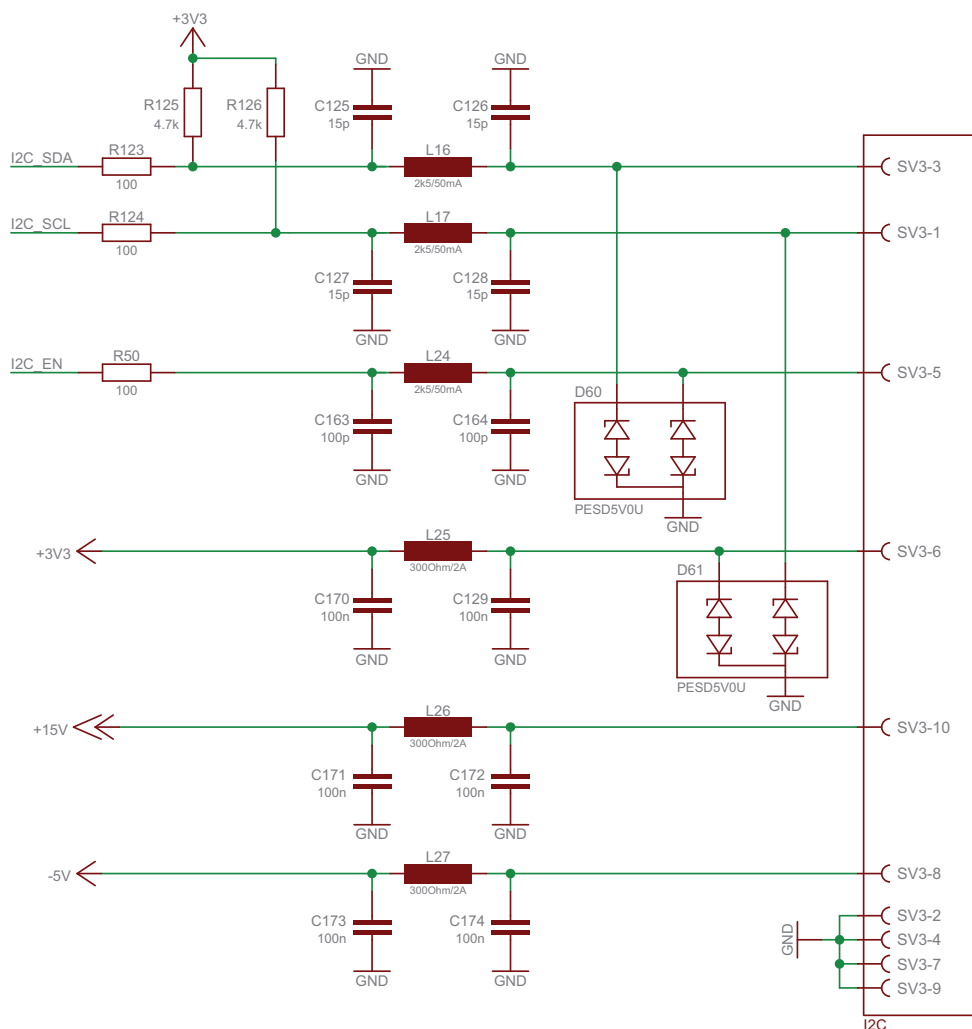 +3V3
GND
GND
R125
4.7k
R126
4.7k
C125
15p
C126
15p
I2C_SDA
R123
100
L16
2k5/50mA
SV3-3
I2C_SCL
R124
100
L17
2k5/50mA
SV3-1
C127
15p
C128
15p
GND
GND
I2C_EN
R50
100
L24
2k5/50mA
SV3-5
D60
C163
100p
C164
100p
GND
GND
PESD5V0U
GND
+3V3
L25
300Ohm/2A
SV3-6
D61
C170
100n
C129
100n
GND
GND
PESD5V0U
GND
+15V
L26
300Ohm/2A
SV3-10
C171
100n
C172
100n
GND
GND
-5V
L27
300Ohm/2A
SV3-8
C173
100n
C174
100n
GND
GND
GND
SV3-2
SV3-4
SV3-7
SV3-9
I2C